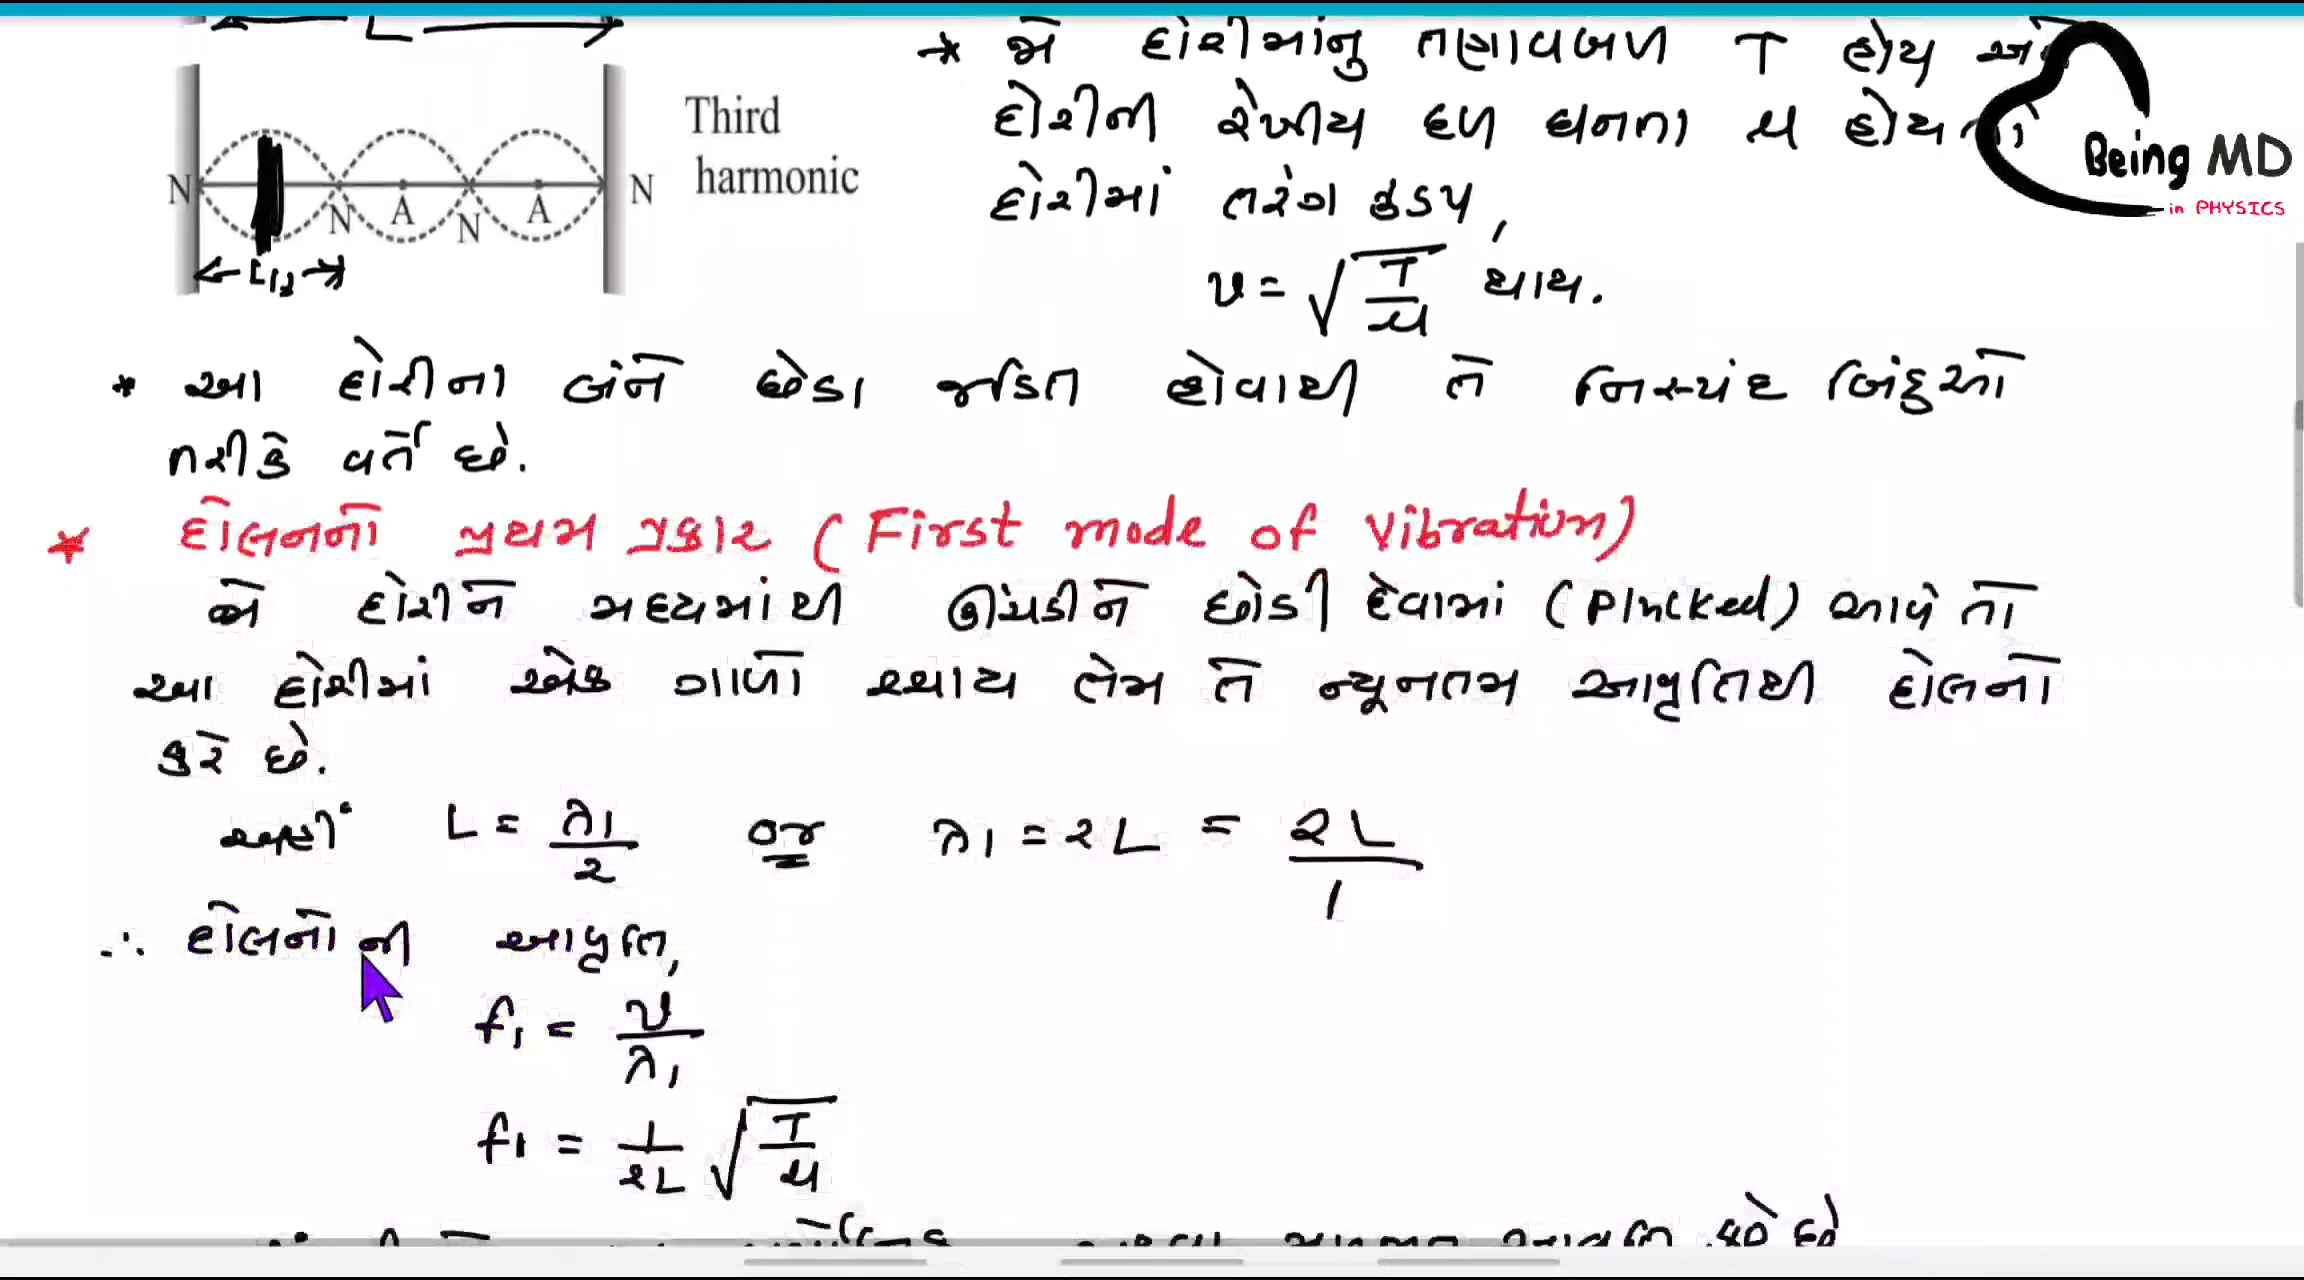 L
Third
harmonic
N N A N A N
L/3
* જો દોરીમાંનુ તણાવબળ T હોય અને
દોરીની રેખીય દળ ઘનતા μ હોય તો
દોરીમાં તરંગ ઝડપ,
v = √(T/μ) થાય.
Being MD
in PHYSICS
* આ દોરીના બંને છેડા જડિત હોવાથી તે નિસ્પંદ બિંદુઓ
તરીકે વર્તે છે.
* દોલનનો પ્રથમ પ્રકાર (First mode of vibration)
જો દોરીને મધ્યમાંથી ઊંચકીને છોડી દેવામાં (Plucked) આવે તો
આ દોરીમાં એક ગાળો રચાય તેમ તે ન્યૂનતમ આવૃતિથી દોલનો
કરે છે.
અહીં L = λ1/2 or λ1 = 2L = 2L/1
∴ દોલનોની આવૃતિ,
f1 = v/λ1
f1 = 1/2L √(T/μ)